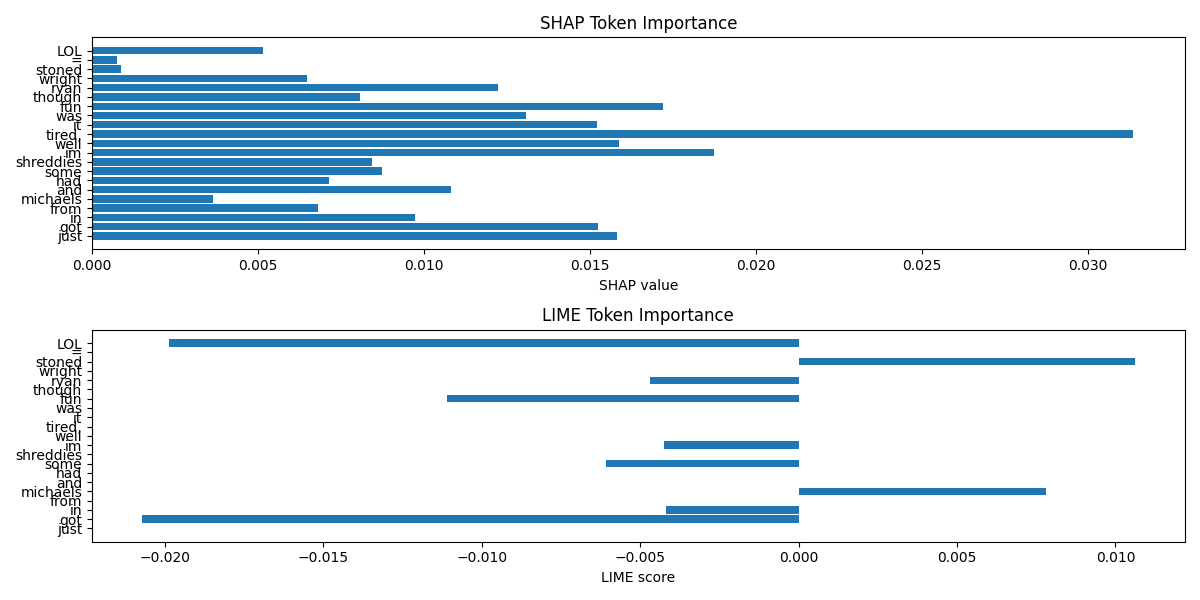 SHAP Token Importance
LOL
=
stoned
wright
ryan
though
fun
was
it
tired,
well
im
shreddies
some
had
and
michaels
from
in
got
just
0.000 0.005 0.010 0.015 0.020 0.025 0.030
SHAP value
LIME Token Importance
LOL
=
stoned
wright
ryan
though
fun
was
it
tired,
well
im
shreddies
some
had
and
michaels
from
in
got
just
−0.020 −0.015 −0.010 −0.005 0.000 0.005 0.010
LIME score